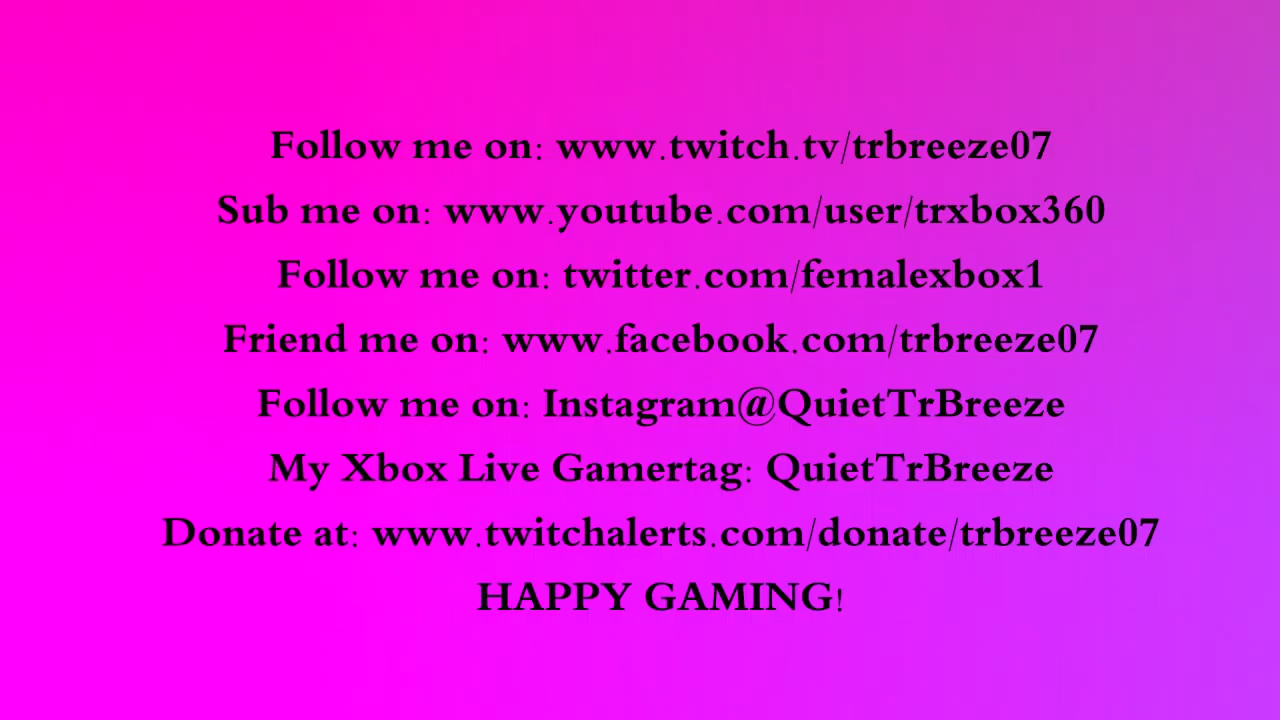 Follow me on: www.twitch.tv/trbreeze07
Sub me on: www.youtube.com/user/trxbox360
Follow me on: twitter.com/femalexbox1
Friend me on: www.facebook.com/trbreeze07
Follow me on: Instagram@QuietTrBreeze
My Xbox Live Gamertag: QuietTrBreeze
Donate at: www.twitchalerts.com/donate/trbreeze07
HAPPY GAMING!